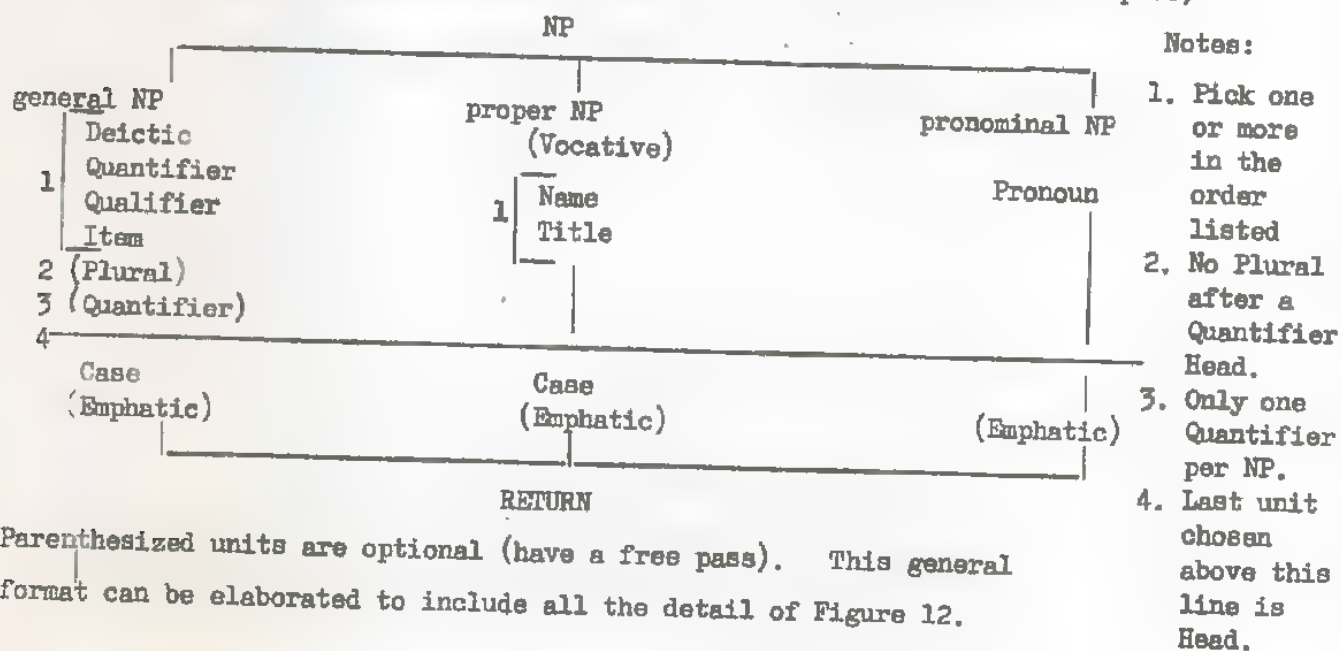 NP
general NP
Deictic
Quantifier
1
Qualifier
Item
2 (Plural)
3 (Quantifier)
4
Case
(Emphatic)
proper NP
(Vocative)
1
Name
Title
Case
(Emphatic)
pronominal NP
Pronoun
(Emphatic)
RETURN
Notes:
1. Pick one
or more
in the
order
listed
2. No Plural
after a
Quantifier
Head.
3. Only one
Quantifier
per NP.
4. Last unit
chosen
above this
line is
Head.
Parenthesized units are optional (have a free pass). This general
format can be elaborated to include all the detail of Figure 12.